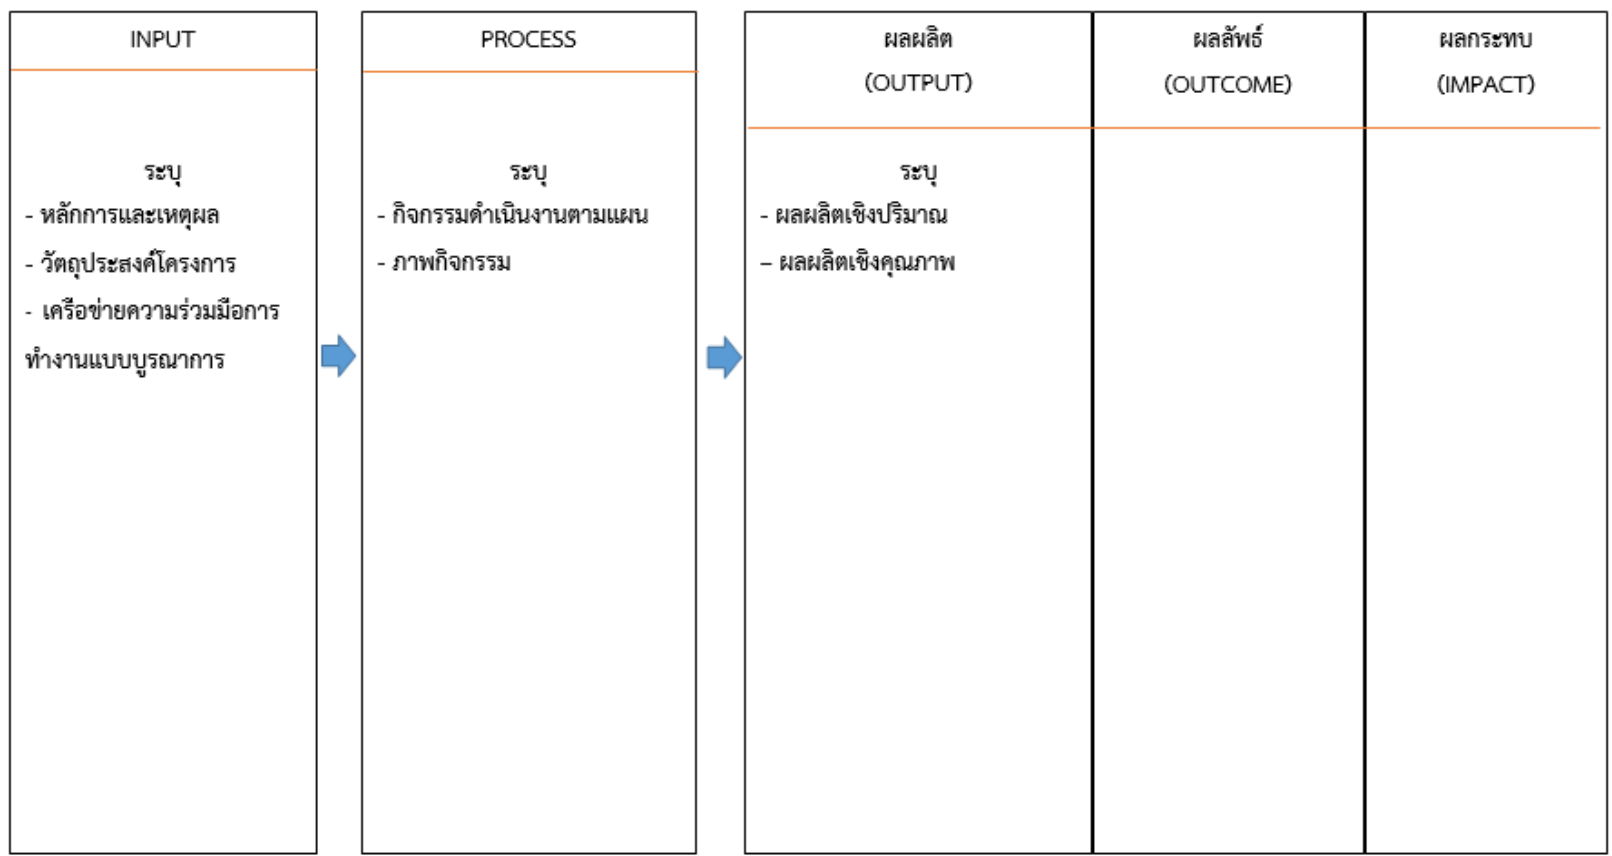 INPUT
ระบุ
- หลักการและเหตุผล
- วัตถุประสงค์โครงการ
- เครือข่ายความร่วมมือการ
ทำงานแบบบูรณาการ
PROCESS
ระบุ
- กิจกรรมดำเนินงานตามแผน
- ภาพกิจกรรม
ผลผลิต
(OUTPUT)
ระบุ
- ผลผลิตเชิงปริมาณ
– ผลผลิตเชิงคุณภาพ
ผลลัพธ์
(OUTCOME)
ผลกระทบ
(IMPACT)